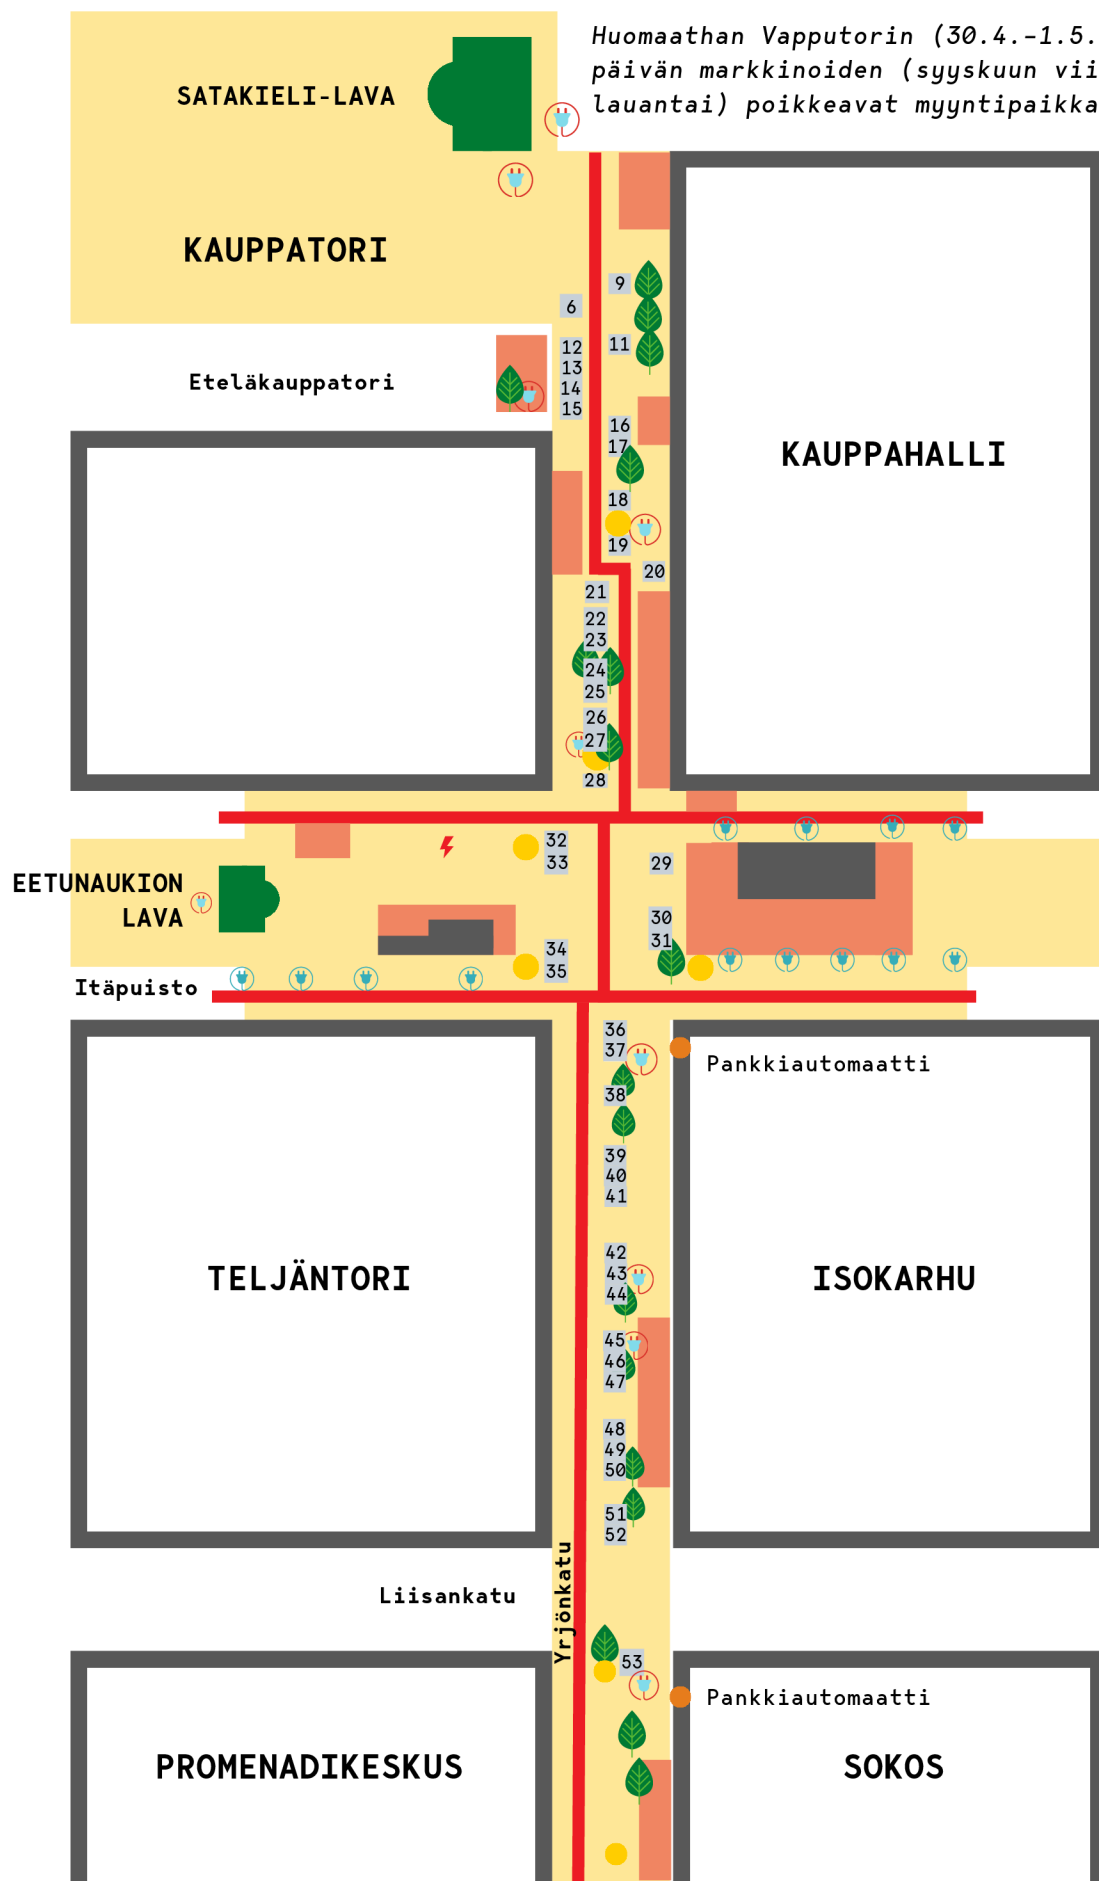 Huomaathan Vapputorin (30.4.–1.5.
päivän markkinoiden (syyskuun vii
lauantai) poikkeavat myyntipaikka
SATAKIELI-LAVA
KAUPPATORI
6
9
11
Eteläkauppatori
12
13
14
15
16
17
KAUPPAHALLI
18
19
20
21
22
23
24
25
26
27
28
32
33
29
EETUNAUKION
LAVA
30
31
34
35
Itäpuisto
36
37
Pankkiautomaatti
38
39
40
41
42
43
44
TELJÄNTORI
ISOKARHU
45
46
47
48
49
50
51
52
Yrjönkatu
Liisankatu
53
Pankkiautomaatti
PROMENADIKESKUS
SOKOS